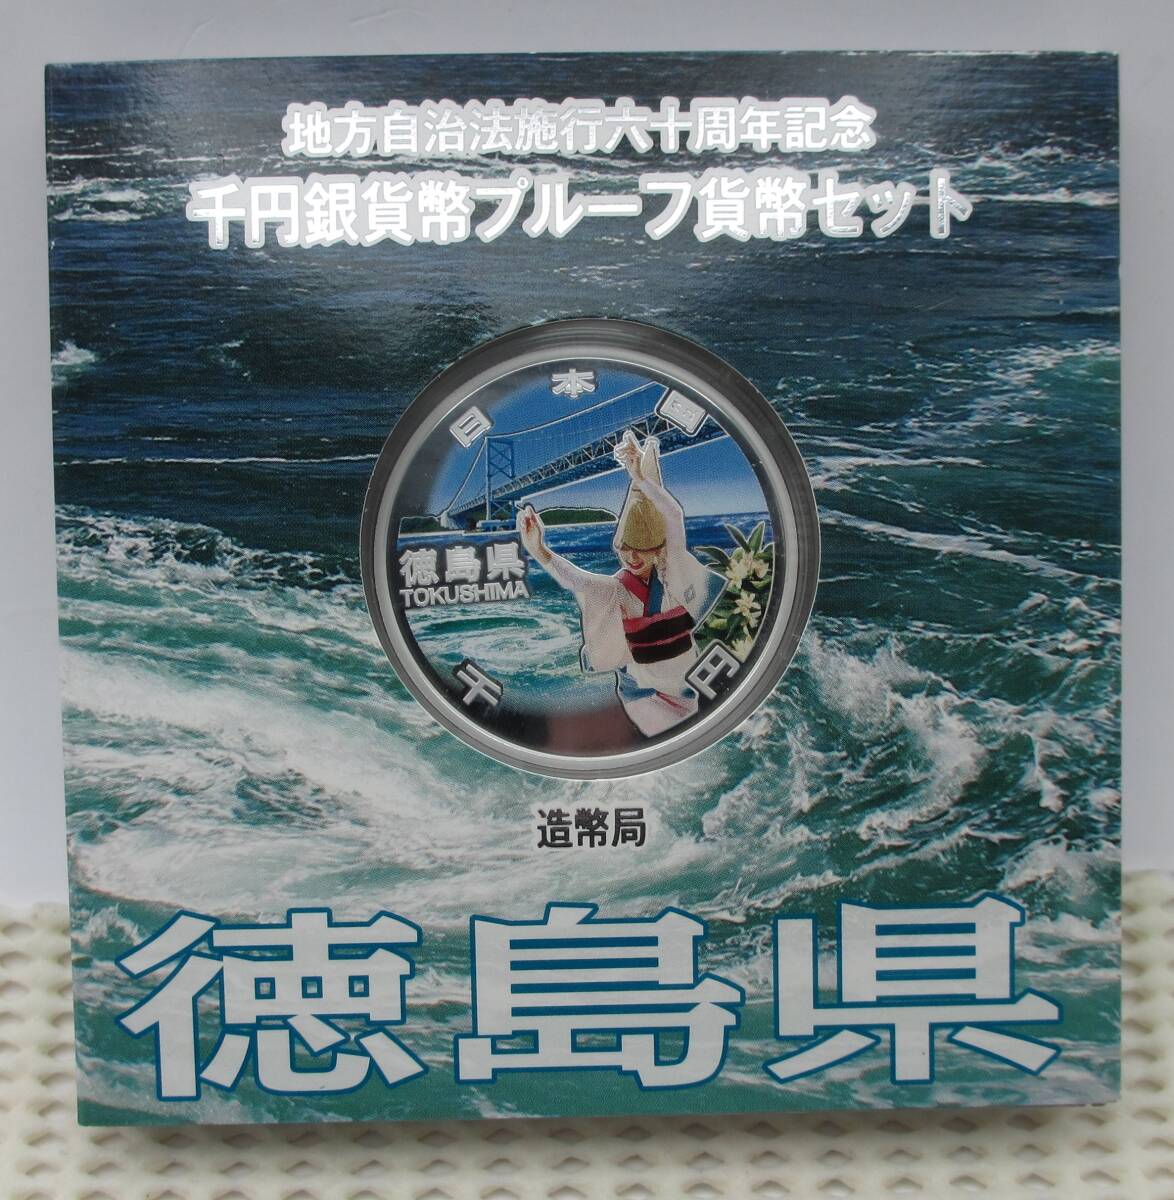 地方自治法施行六十周年記念
千円銀貨幣プルーフ貨幣セット
日本国
徳島県
TOKUSHIMA
千円
造幣局
徳島県